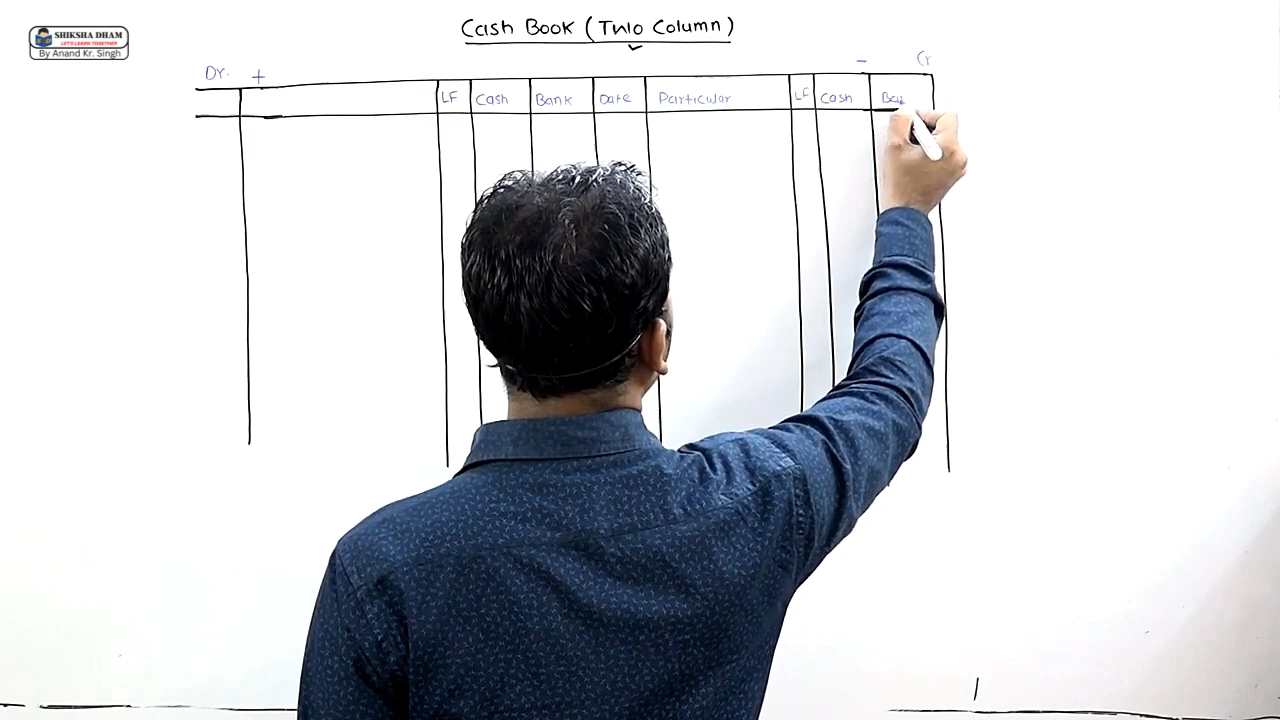 SHIKSHA DHAM
LET'S LEARN TOGETHER
By Anand Kr. Singh
Cash Book (Two Column)
Dr. + - Cr
LF Cash Bank Date Particular LF Cash Ban